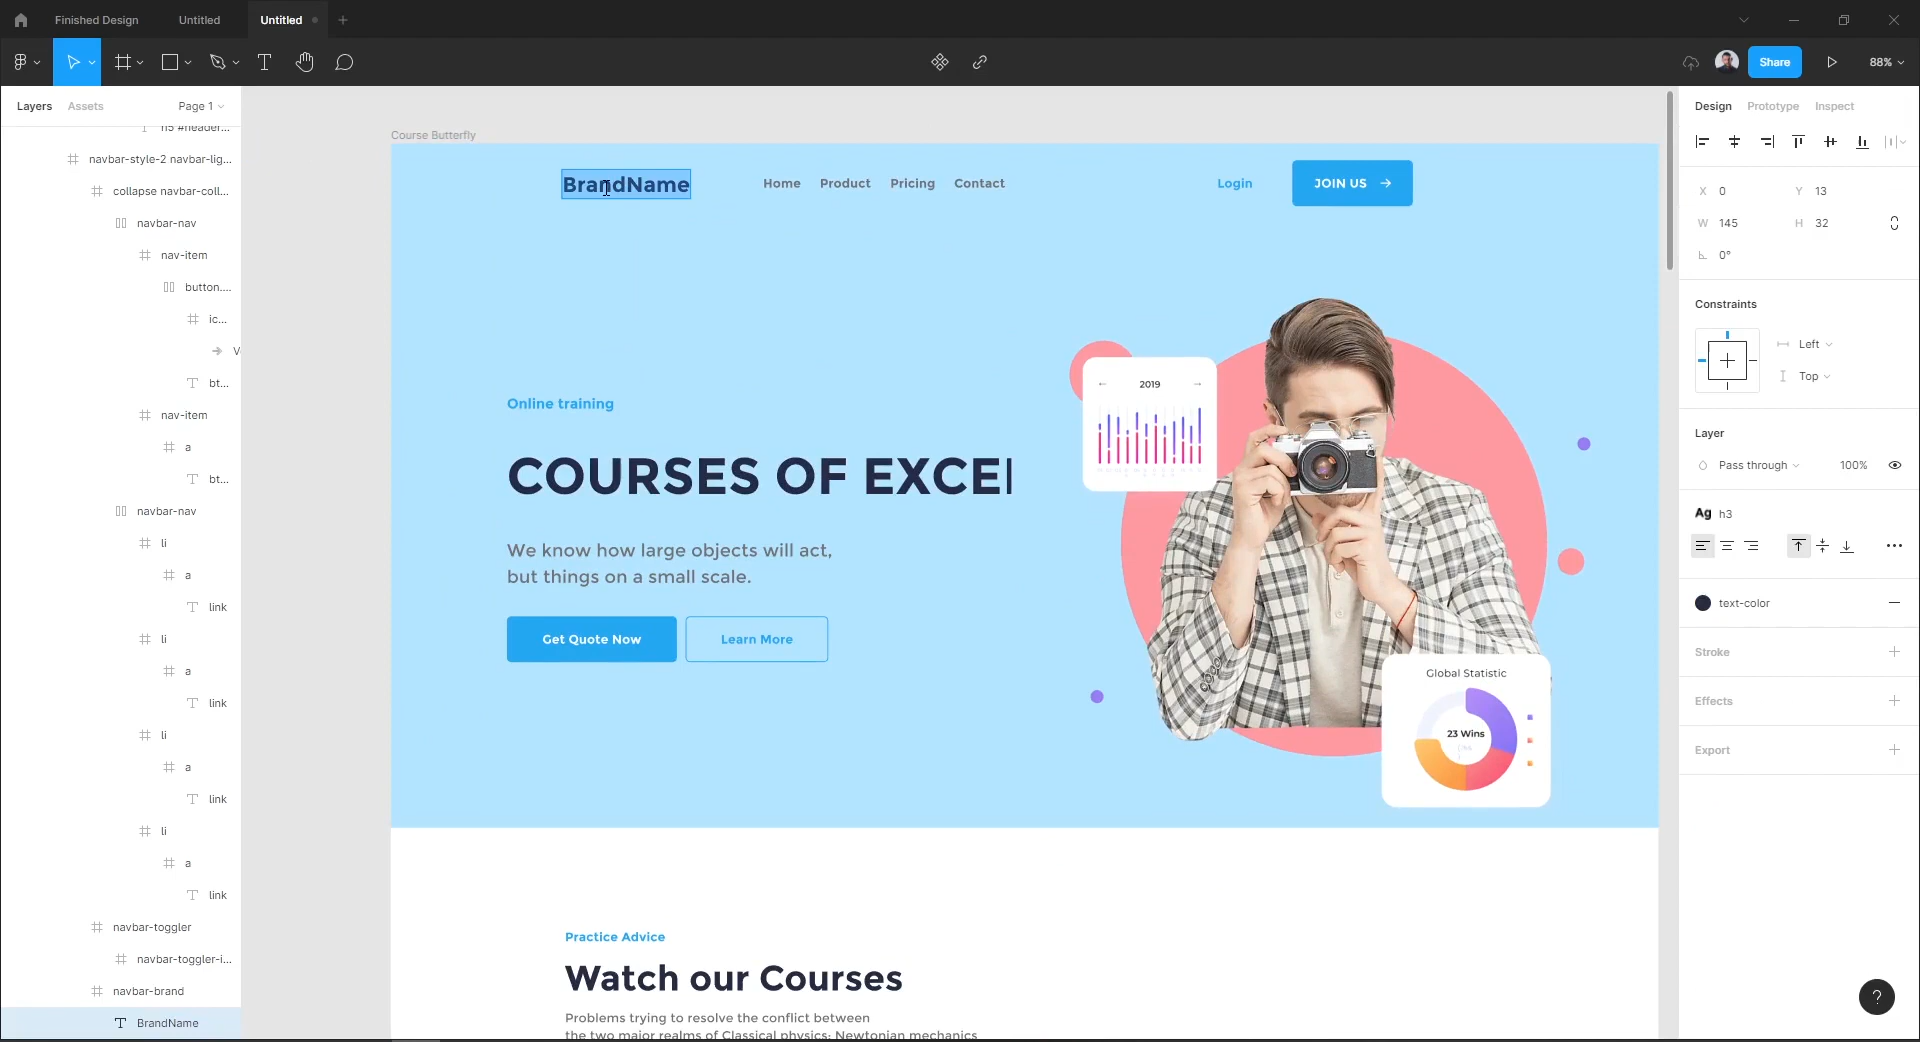 Finished Design
Untitled
Untitled
Share
88%
Layers
Assets
Page 1
h5 #header...
navbar-style-2 navbar-lig...
collapse navbar-coll...
navbar-nav
nav-item
button....
ic...
bt...
nav-item
a
bt...
navbar-nav
li
a
link
li
a
link
li
a
link
li
a
link
navbar-toggler
navbar-toggler-i...
navbar-brand
BrandName
Course Butterfly
BrandName
Home
Product
Pricing
Contact
Login
JOIN US
Online training
COURSES OF EXCE
We know how large objects will act,
but things on a small scale.
Get Quote Now
Learn More
2019
Global Statistic
23 Wins
Practice Advice
Watch our Courses
Problems trying to resolve the conflict between
the two major realms of Classical physics: Newtonian mechanics
Design
Prototype
Inspect
X 0
Y 13
W 145
H 32
0°
Constraints
Left
Top
Layer
Pass through
100%
Ag h3
text-color
Stroke
Effects
Export
?